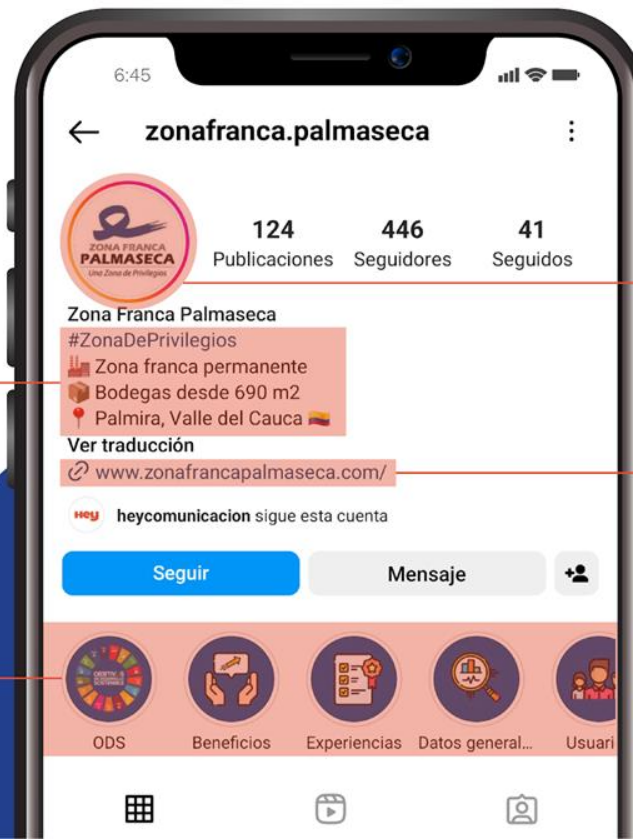 6:45
zonafranca.palmaseca
ZONA FRANCA
PALMASECA
Una Zona de Privilegios
124
446
41
Publicaciones
Seguidores
Seguidos
Zona Franca Palmaseca
#ZonaDePrivilegios
Zona franca permanente
Bodegas desde 690 m2
Palmira, Valle del Cauca
Ver traducción
www.zonafrancapalmaseca.com/
Hey
heycomunicacion sigue esta cuenta
Seguir
Mensaje
ODS
Beneficios
Experiencias
Datos general...
Usuari